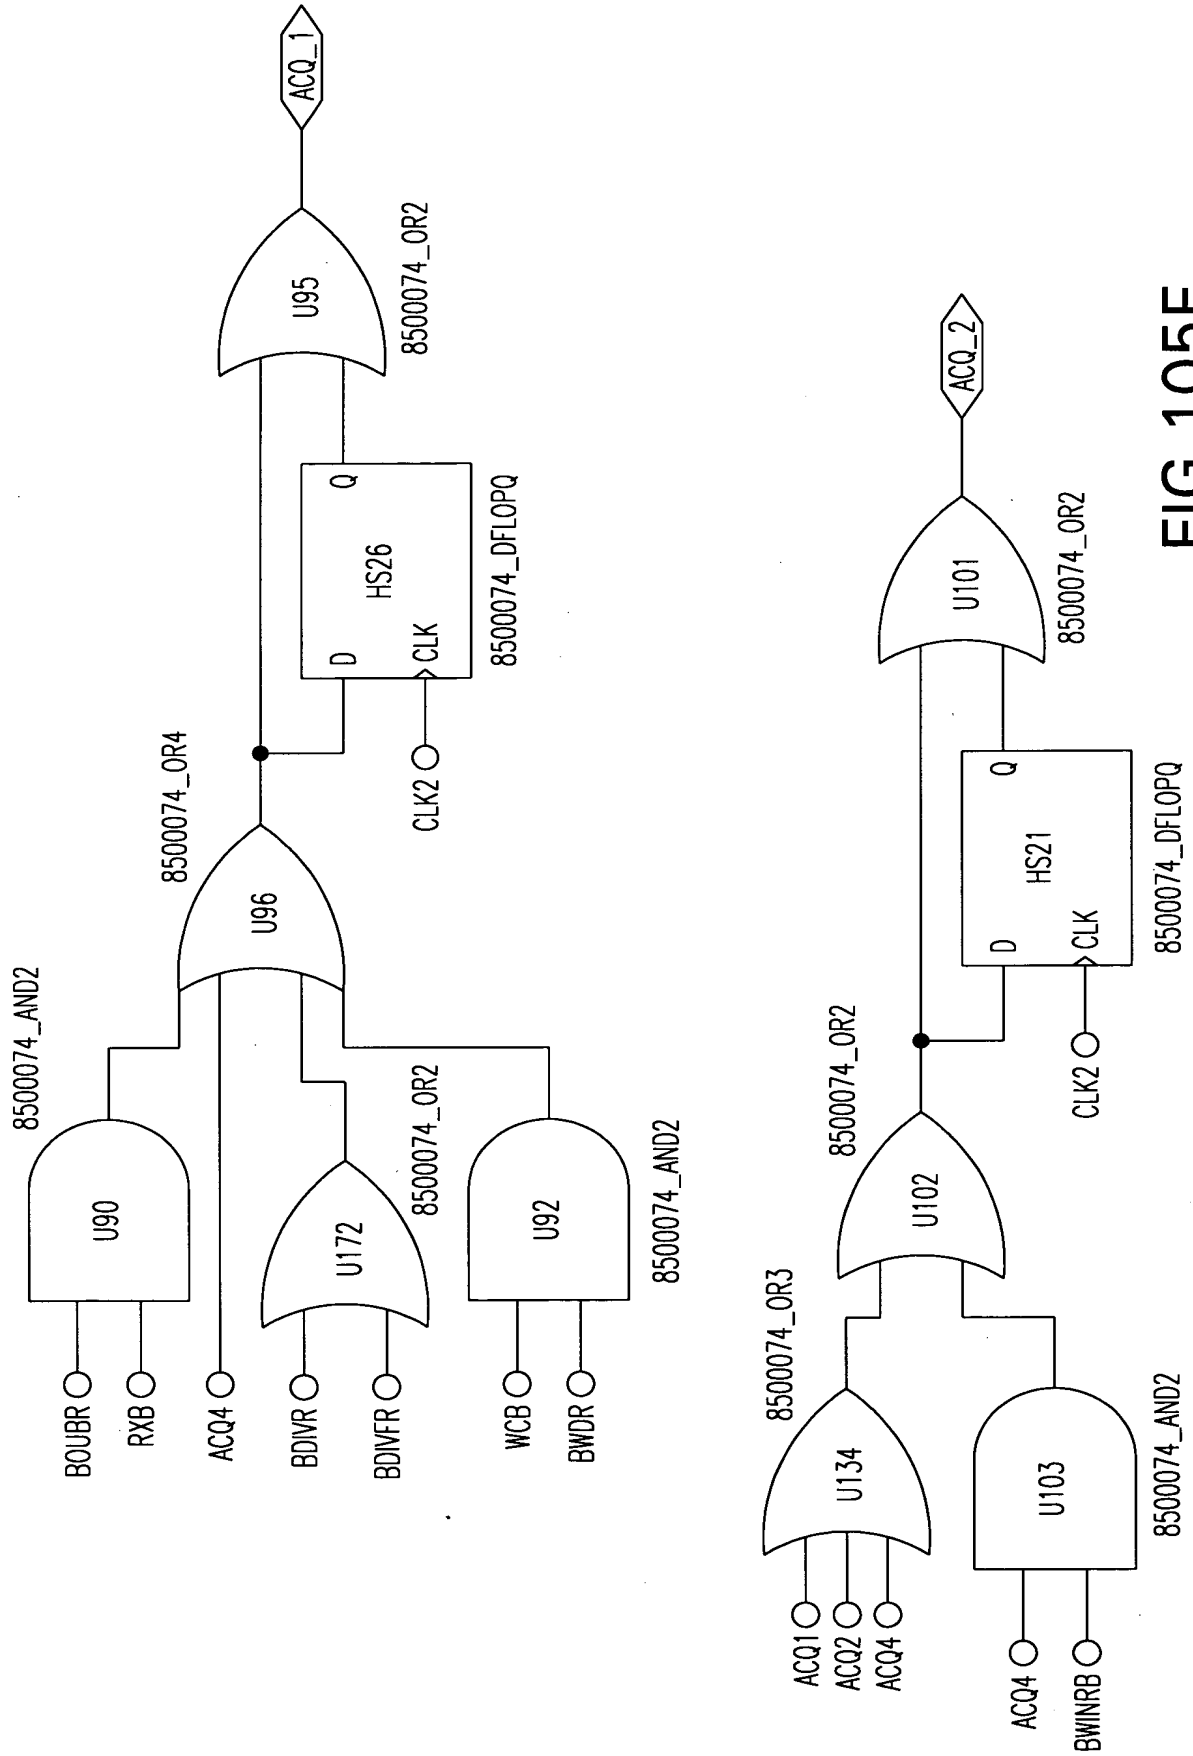 8500074_AND2
BOUBR
RXB
U90
ACQ4
8500074_OR4
U96
BDIVR
BDIVFR
U172
8500074_OR2
WCB
BWDR
U92
8500074_AND2
CLK2
D
Q
CLK
HS26
8500074_DFLOPQ
U95
8500074_OR2
ACQ_1
8500074_OR3
ACQ1
ACQ2
ACQ4
U134
8500074_OR2
U102
ACQ4
BWINRB
U103
8500074_AND2
CLK2
D
Q
CLK
HS21
8500074_DFLOPQ
U101
8500074_OR2
ACQ_2